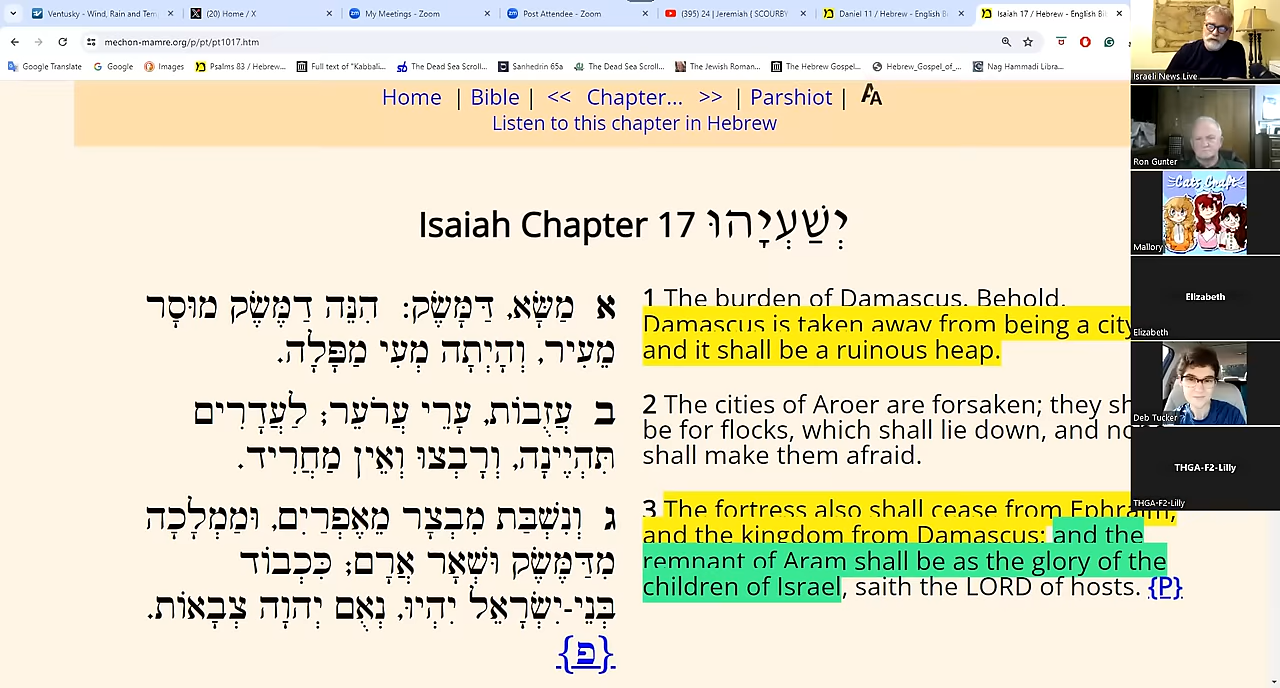 Ventusky - Wind, Rain and Temp
(20) Home / X
My Meetings - Zoom
Post Attendee - Zoom
(395) 24 | Jeremiah { SCOURBY
Daniel 11 / Hebrew - English B
Isaiah 17 / Hebrew - English Bi
mechon-mamre.org/p/pt/pt1017.htm
Google Translate
Google
Images
Psalms 83 / Hebrew...
Full text of "Kabbali...
The Dead Sea Scroll...
Sanhedrin 65a
The Dead Sea Scroll...
The Jewish Roman...
The Hebrew Gospel...
Hebrew_Gospel_of_...
Nag Hammadi Libra...
Home | Bible | << Chapter... >> | Parshiot | AA
Listen to this chapter in Hebrew
Isaiah Chapter 17 יְשַׁעְיָהוּ
א מַשָּׂא, דַּמָּשֶׂק: הִנֵּה דַמֶּשֶׂק מוּסָר
מֵעִיר, וְהָיְתָה מְעִי מַפָּלָה.
1 The burden of Damascus. Behold,
Damascus is taken away from being a city
and it shall be a ruinous heap.
ב עֲזֻבוֹת, עָרֵי עֲרֹעֵר; לַעֲדָרִים
תִּהְיֶינָה, וְרָבְצוּ וְאֵין מַחֲרִיד.
2 The cities of Aroer are forsaken; they sh
be for flocks, which shall lie down, and no
shall make them afraid.
ג וְנִשְׁבַּת מִבְצָר מֵאֶפְרַיִם, וּמַמְלָכָה
מִדַּמֶּשֶׂק וּשְׁאָר אֲרָם; כִּכְבוֹד
בְּנֵי-יִשְׂרָאֵל יִהְיוּ, נְאֻם יְהוָה צְבָאוֹת.
{פ}
3 The fortress also shall cease from Ephraim,
and the kingdom from Damascus; and the
remnant of Aram shall be as the glory of the
children of Israel, saith the LORD of hosts. {P}
Israeli News Live
Ron Gunter
Cats Craft
Mallory
Elizabeth
Elizabeth
Deb Tucker
THGA-F2-Lilly
THGA-F2-Lilly